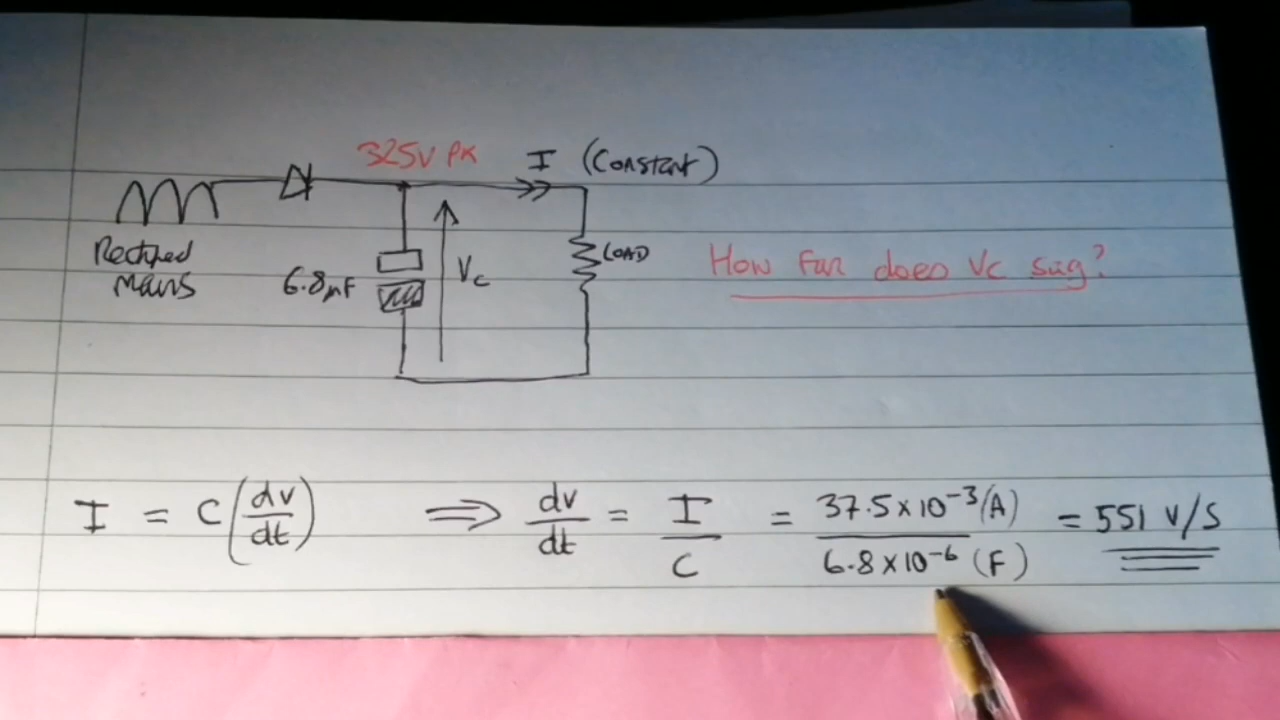 325V PK I (CONSTANT)
Rectified mains
6.8µF
Vc
LOAD
How far does Vc sag?
I = C(dv/dt) ⟹ dv/dt = I/C = 37.5×10⁻³(A)/6.8×10⁻⁶(F) = 551 V/S